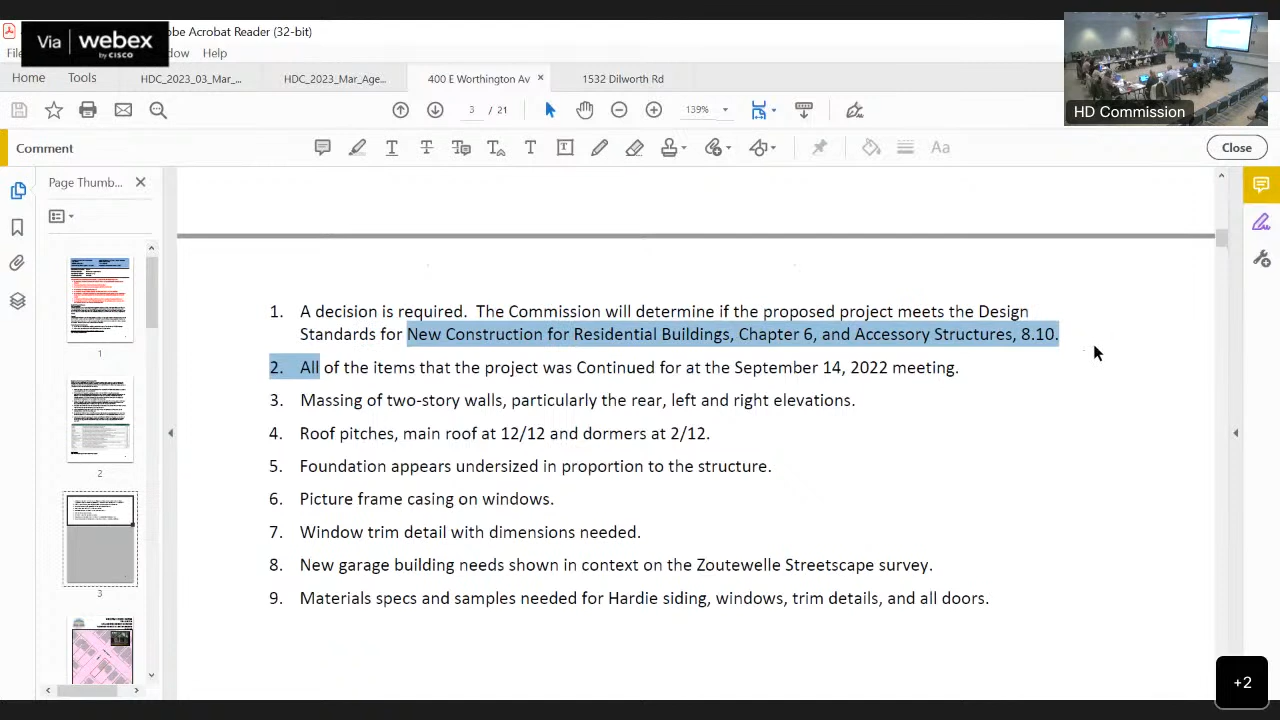 Via webex
by CISCO
obe Acrobat Reader (32-bit)
dow Help
Home Tools HDC_2023_03_Mar_... HDC_2023_Mar_Age... 400 E Worthington Av × 1532 Dilworth Rd
3 / 21 139%
HD Commission
Comment
Close
Page Thumb...
1. A decision is required. The Commission will determine if the proposed project meets the Design
Standards for New Construction for Residential Buildings, Chapter 6, and Accessory Structures, 8.10.
2. All of the items that the project was Continued for at the September 14, 2022 meeting.
3. Massing of two-story walls, particularly the rear, left and right elevations.
4. Roof pitches, main roof at 12/12 and dormers at 2/12.
5. Foundation appears undersized in proportion to the structure.
6. Picture frame casing on windows.
7. Window trim detail with dimensions needed.
8. New garage building needs shown in context on the Zoutewelle Streetscape survey.
9. Materials specs and samples needed for Hardie siding, windows, trim details, and all doors.
1
2
3
+2